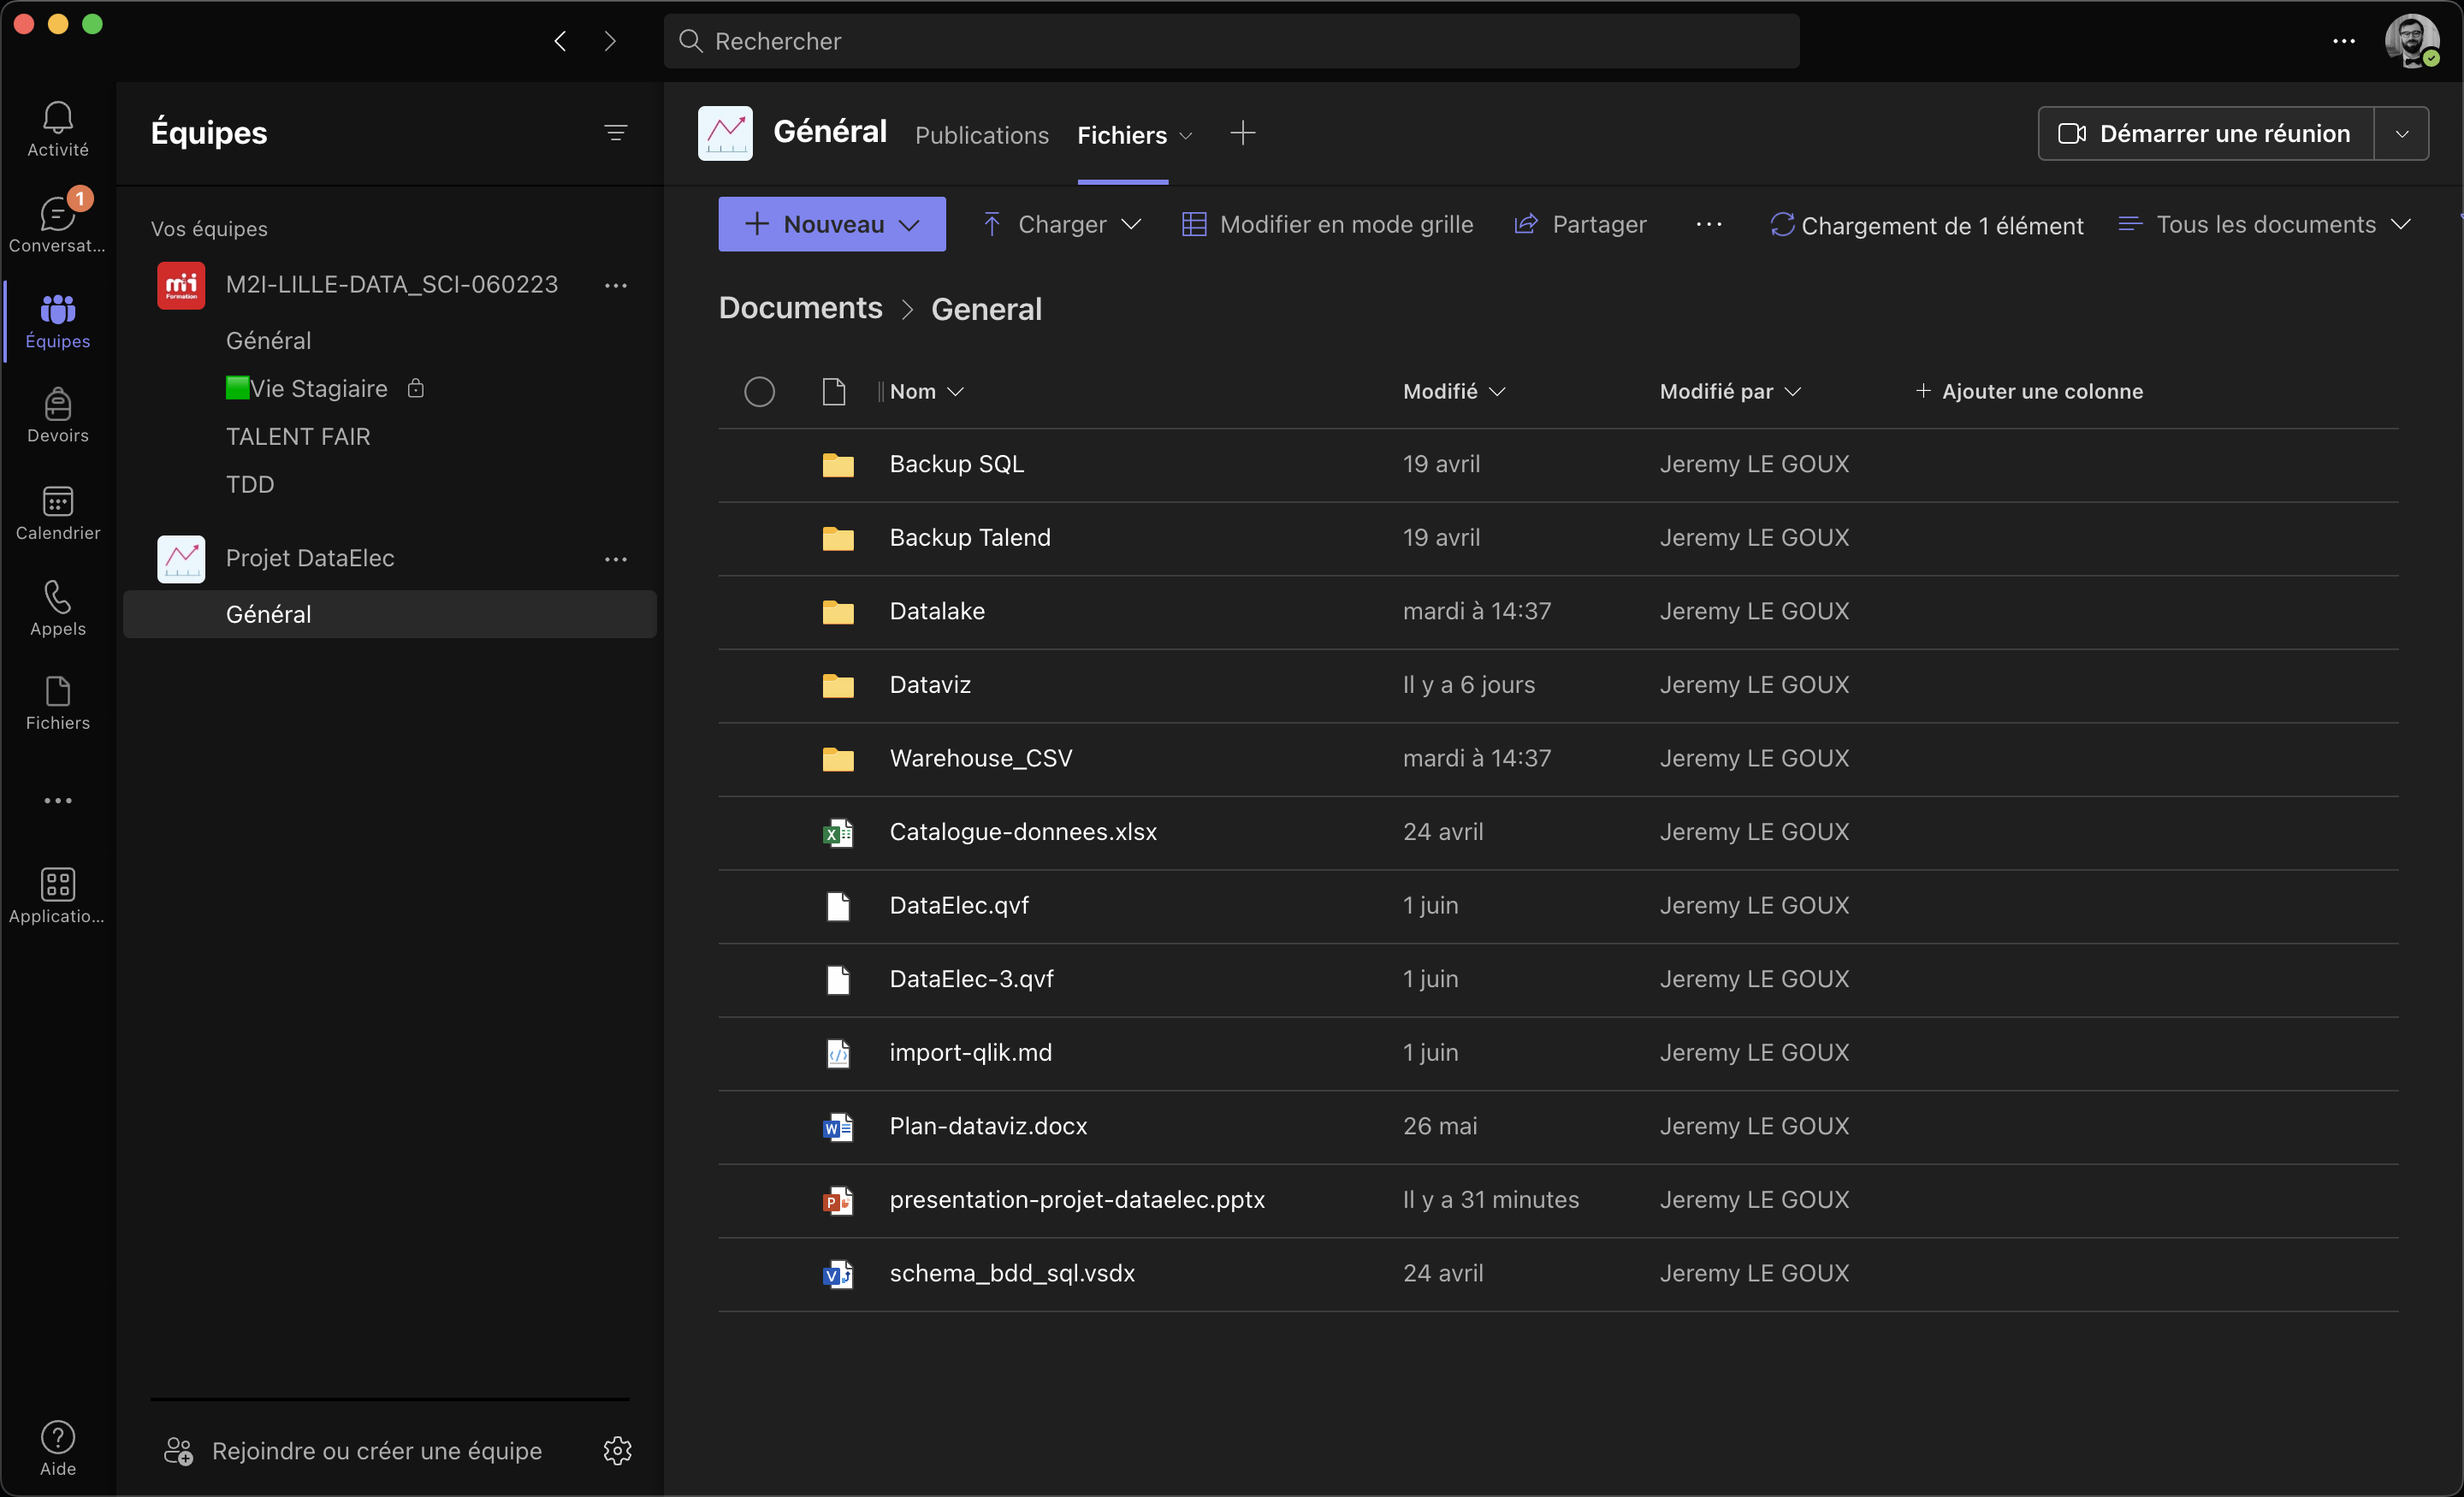 Rechercher
Activité
1
Conversat...
Équipes
Devoirs
Calendrier
Appels
Fichiers
Applicatio...
Aide
Équipes
Vos équipes
M2I-LILLE-DATA_SCI-060223
Général
Vie Stagiaire
TALENT FAIR
TDD
Projet DataElec
Général
Rejoindre ou créer une équipe
Général Publications Fichiers
Démarrer une réunion
Nouveau Charger Modifier en mode grille Partager Chargement de 1 élément Tous les documents
Documents > General
Nom Modifié Modifié par + Ajouter une colonne
Backup SQL 19 avril Jeremy LE GOUX
Backup Talend 19 avril Jeremy LE GOUX
Datalake mardi à 14:37 Jeremy LE GOUX
Dataviz Il y a 6 jours Jeremy LE GOUX
Warehouse_CSV mardi à 14:37 Jeremy LE GOUX
Catalogue-donnees.xlsx 24 avril Jeremy LE GOUX
DataElec.qvf 1 juin Jeremy LE GOUX
DataElec-3.qvf 1 juin Jeremy LE GOUX
import-qlik.md 1 juin Jeremy LE GOUX
Plan-dataviz.docx 26 mai Jeremy LE GOUX
presentation-projet-dataelec.pptx Il y a 31 minutes Jeremy LE GOUX
schema_bdd_sql.vsdx 24 avril Jeremy LE GOUX